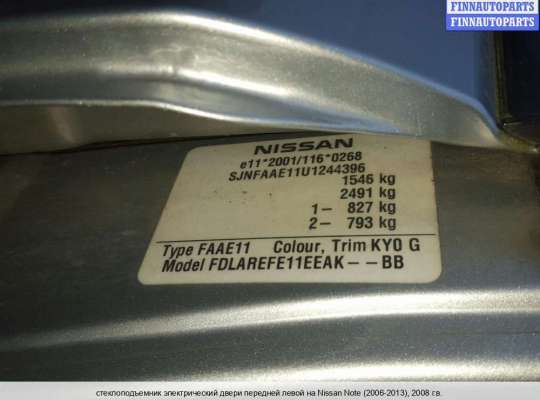 FINNAUTOPARTS
FINNAUTOPARTS
NISSAN
e11*2001/116*0268
SJNFAAE11U1244396
1546 kg
2491 kg
1- 827 kg
2- 793 kg
Type FAAE11 Colour, Trim KY0 G
Model FDLAREFE11EEAK--BB
стеклоподъемник электрический двери передней левой на Nissan Note (2006-2013), 2008 г.в.